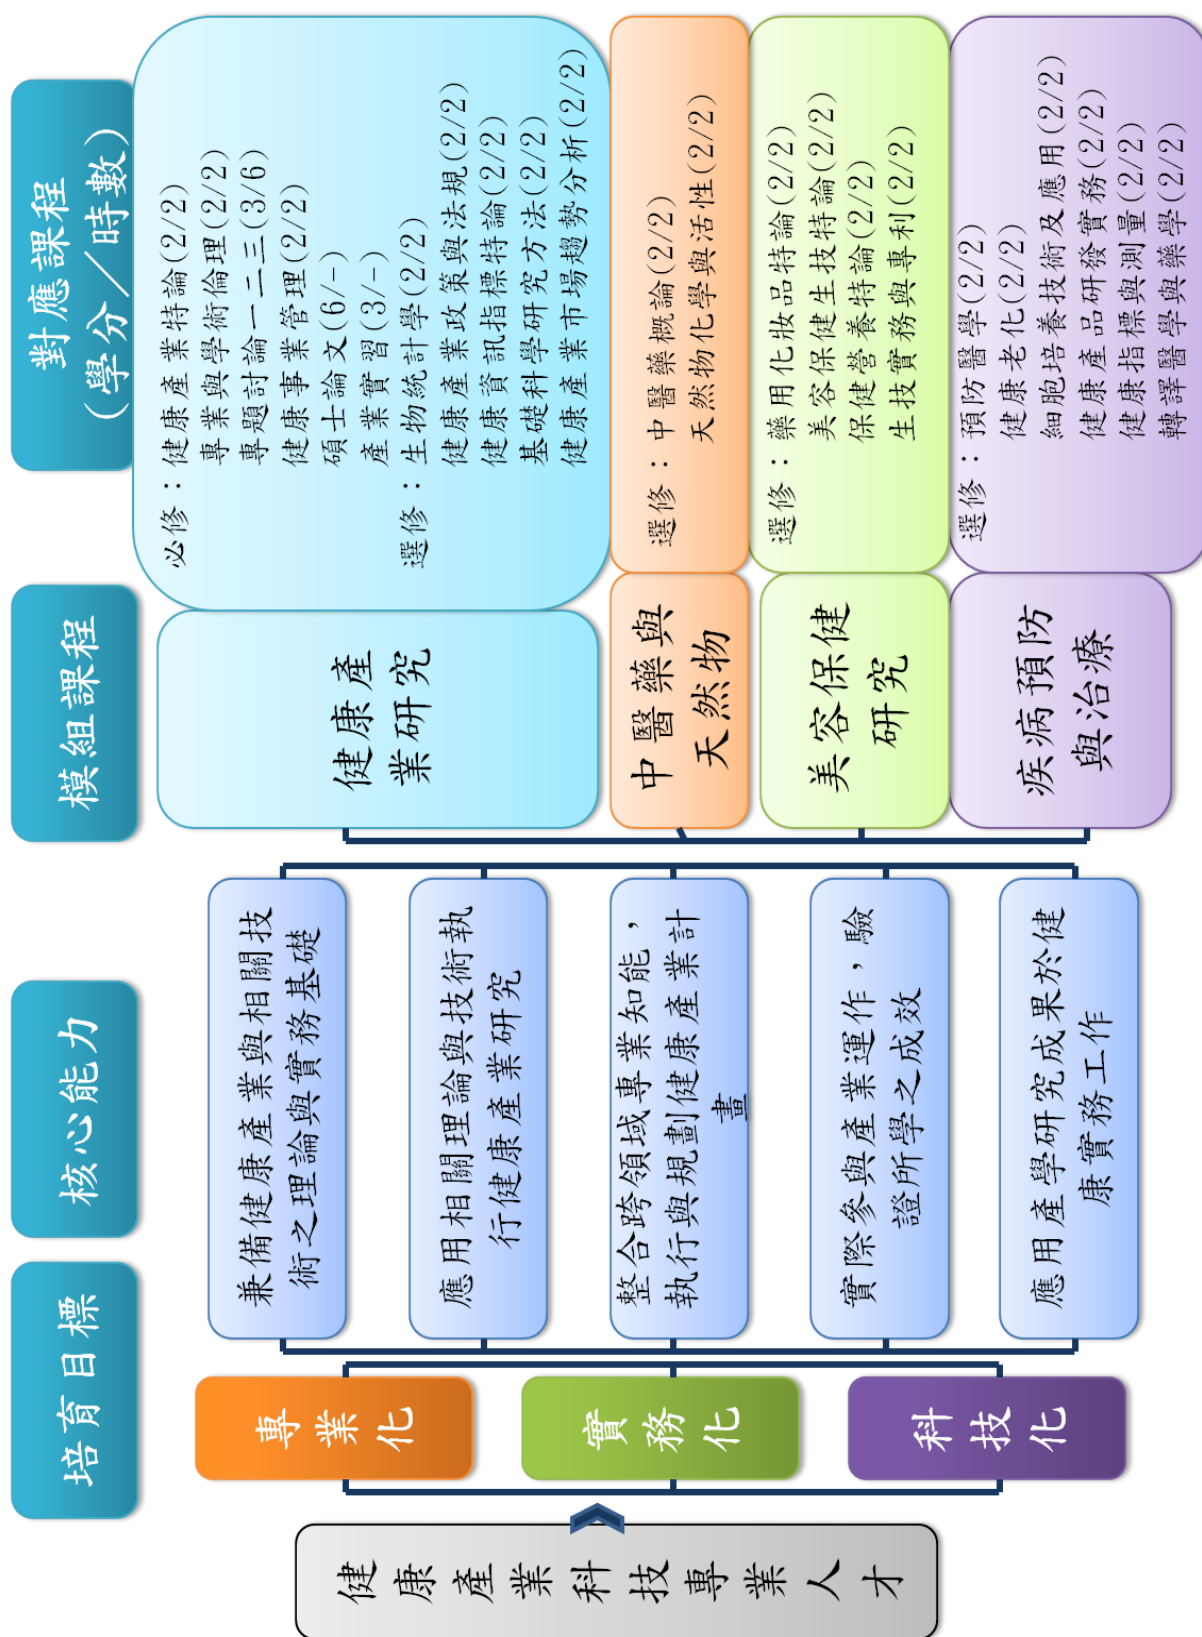 培育目標
核心能力
模組課程
對應課程
(學分／時數)
健康產業科技專業人才
專業化
實務化
科技化
兼備健康產業與相關技
術之理論與實務基礎
應用相關理論與技術執
行健康產業研究
整合跨領域專業知能，
執行與規劃健康產業計
畫
實際參與產業運作，驗
證所學之成效
應用產學研究成果於健
康實務工作
健康產
業研究
必修：健康產業特論(2/2)
專業與學術倫理(2/2)
專題討論一二三(3/6)
健康事業管理(2/2)
碩士論文(6/-)
產業實習(3/-)
選修：生物統計學(2/2)
健康產業政策與法規(2/2)
健康資訊指標特論(2/2)
基礎科學研究方法(2/2)
健康產業市場趨勢分析(2/2)
中醫藥與
天然物
選修：中醫藥概論(2/2)
天然物化學與活性(2/2)
美容保健
研究
選修：藥用化妝品特論(2/2)
美容保健生技特論(2/2)
保健營養特論(2/2)
生技實務與專利(2/2)
疾病預防
與治療
選修：預防醫學(2/2)
健康老化(2/2)
細胞培養技術及應用(2/2)
健康產品研發實務(2/2)
健康指標與測量(2/2)
轉譯醫學與藥學(2/2)